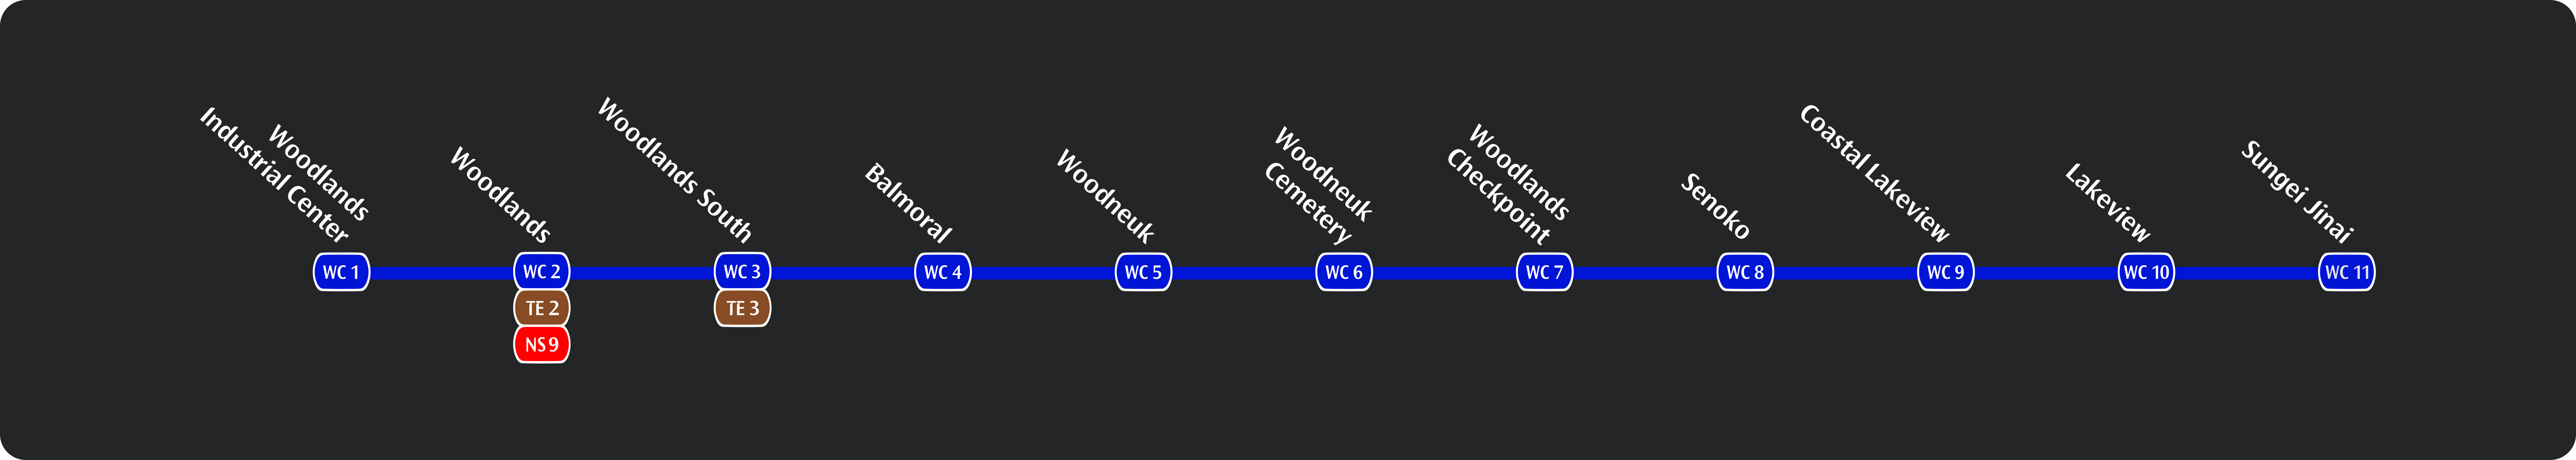 Woodlands
Industrial Center
Woodlands
Woodlands South
Balmoral
Woodneuk
Woodneuk
Cemetery
Woodlands
Checkpoint
Senoko
Coastal Lakeview
Lakeview
Sungei Jinai
WC 1
WC 2
WC 3
WC 4
WC 5
WC 6
WC 7
WC 8
WC 9
WC 10
WC 11
TE 2
TE 3
NS 9